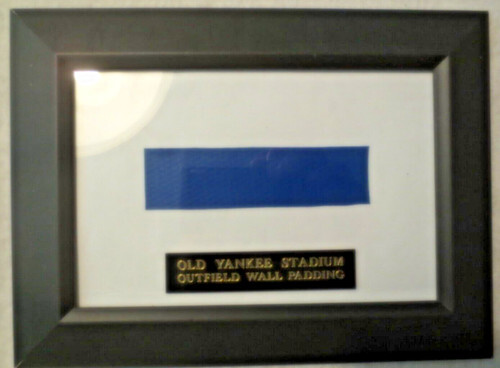 OLD YANKEE STADIUM
OUTFIELD WALL PADDING